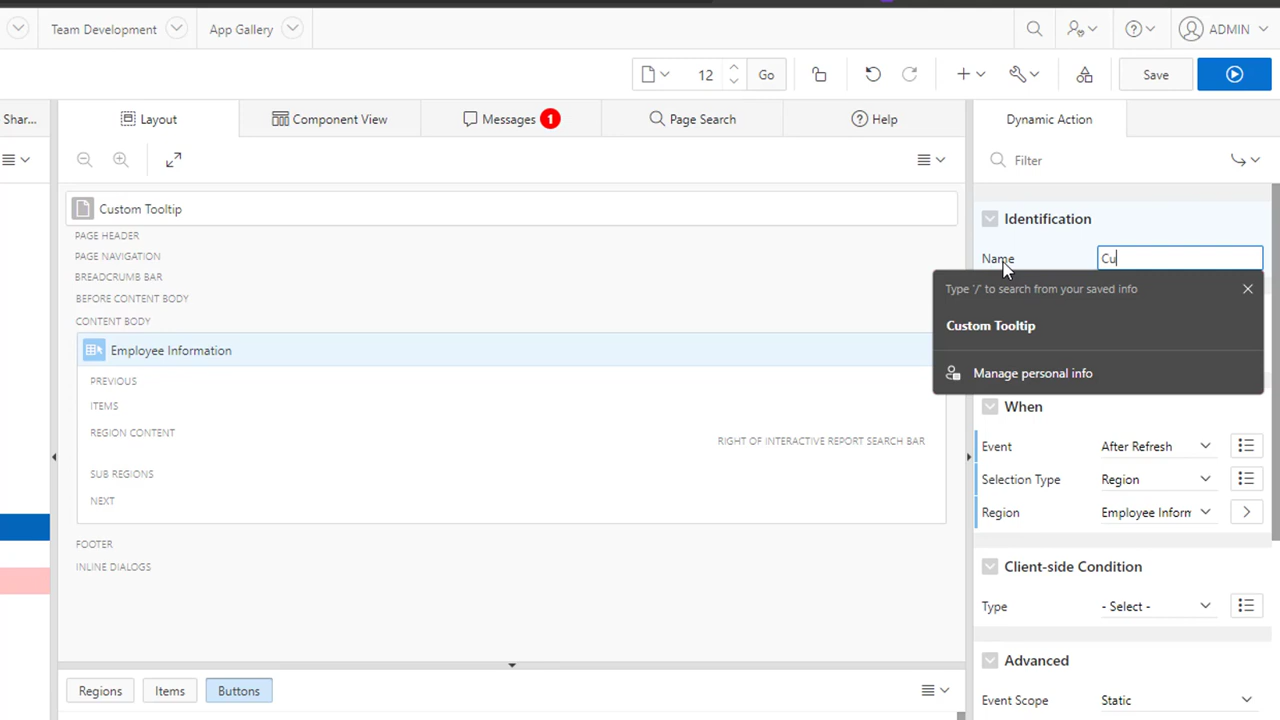 Team Development
App Gallery
ADMIN
12
Go
Save
Shar...
Layout
Component View
Messages
1
Page Search
Help
Dynamic Action
Filter
Custom Tooltip
PAGE HEADER
PAGE NAVIGATION
BREADCRUMB BAR
BEFORE CONTENT BODY
CONTENT BODY
Employee Information
PREVIOUS
ITEMS
REGION CONTENT
RIGHT OF INTERACTIVE REPORT SEARCH BAR
SUB REGIONS
NEXT
FOOTER
INLINE DIALOGS
Regions
Items
Buttons
Identification
Name
Cu
Type '/' to search from your saved info
Custom Tooltip
Manage personal info
When
Event
After Refresh
Selection Type
Region
Region
Employee Inform
Client-side Condition
Type
- Select -
Advanced
Event Scope
Static